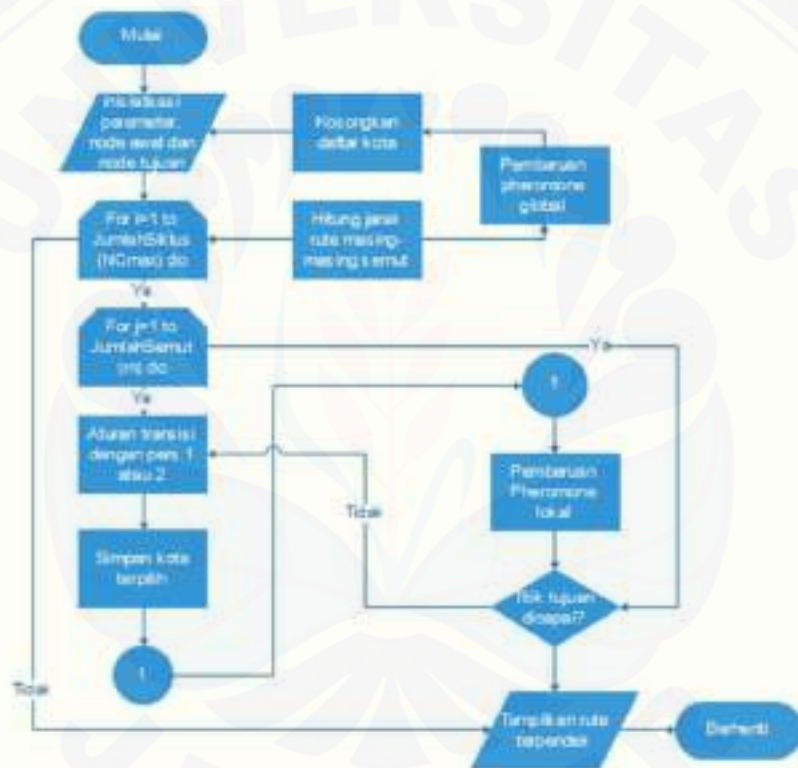 UNIVERSITAS
Mulai
Inisialisasi
parameter,
node awal dan
node tujuan
Kosongkan
daftar kota
Pembaruan
pheromone
global
For i=1 to
JumlahSiklus
(NCmax) do
Hitung jarak
rute masing-
masing semut
Ya
For j=1 to
JumlahSemut
(m) do
Ya
Ya
1
Aturan transisi
dengan pers. 1
atau 2
Pembaruan
Pheromone
lokal
Tidak
Simpan kota
terpilih
Titik tujuan
dicapai?
1
Tidak
Tampilkan rute
terpendek
Berhenti